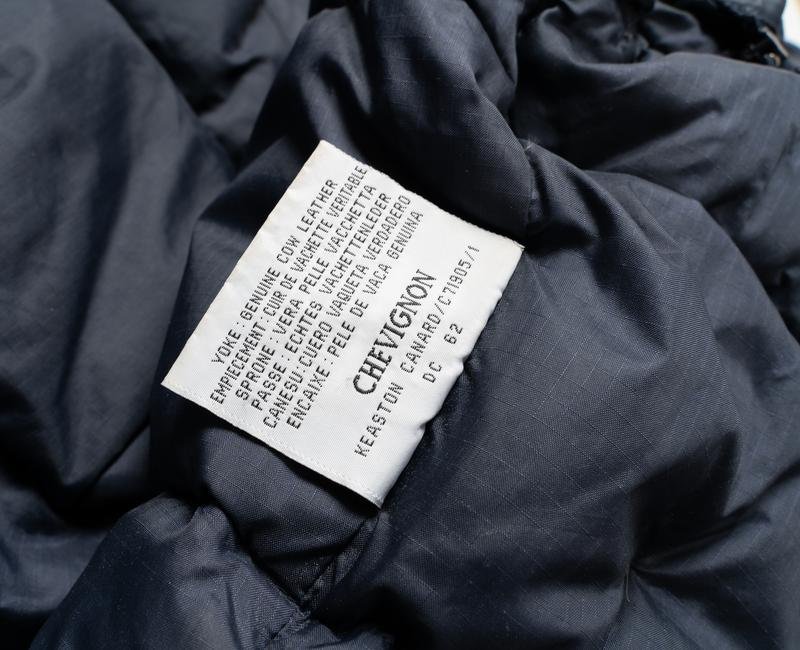 YOKE : GENUINE COW LEATHER
EMPIECEMENT : CUIR DE VACHETTE VERITABLE
SPRONE : VERA PELLE VACCHETTA
PASSE : ECHTES VACHETTENLEDER
CANESU : CUERO VAQUETA VERDADERO
ENCAIXE : PELE DE VACA GENUINA
CHEVIGNON
KEASTON CANARD/C71905/1
DC 62